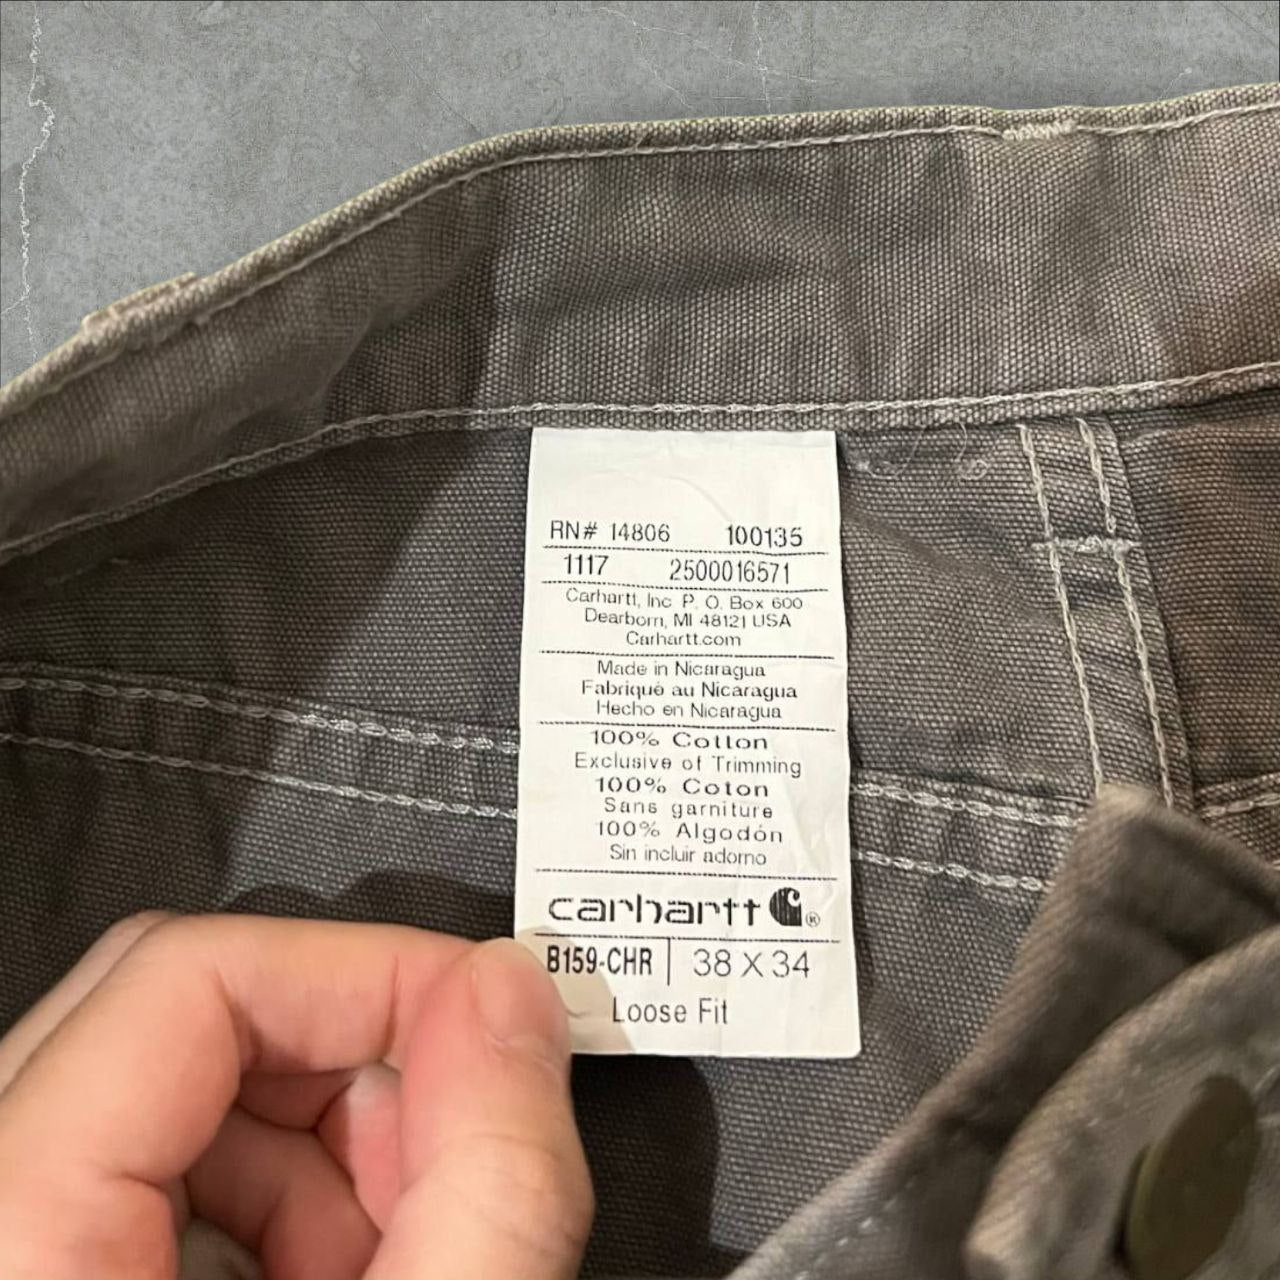 RN# 14806 100135
1117 2500016571
Carhartt, Inc P. O. Box 600
Dearborn, MI 48121 USA
Carhartt.com
Made in Nicaragua
Fabriqué au Nicaragua
Hecho en Nicaragua
100% Cotton
Exclusive of Trimming
100% Coton
Sans garniture
100% Algodón
Sin incluir adorno
carhartt ®
B159-CHR 38 X 34
Loose Fit